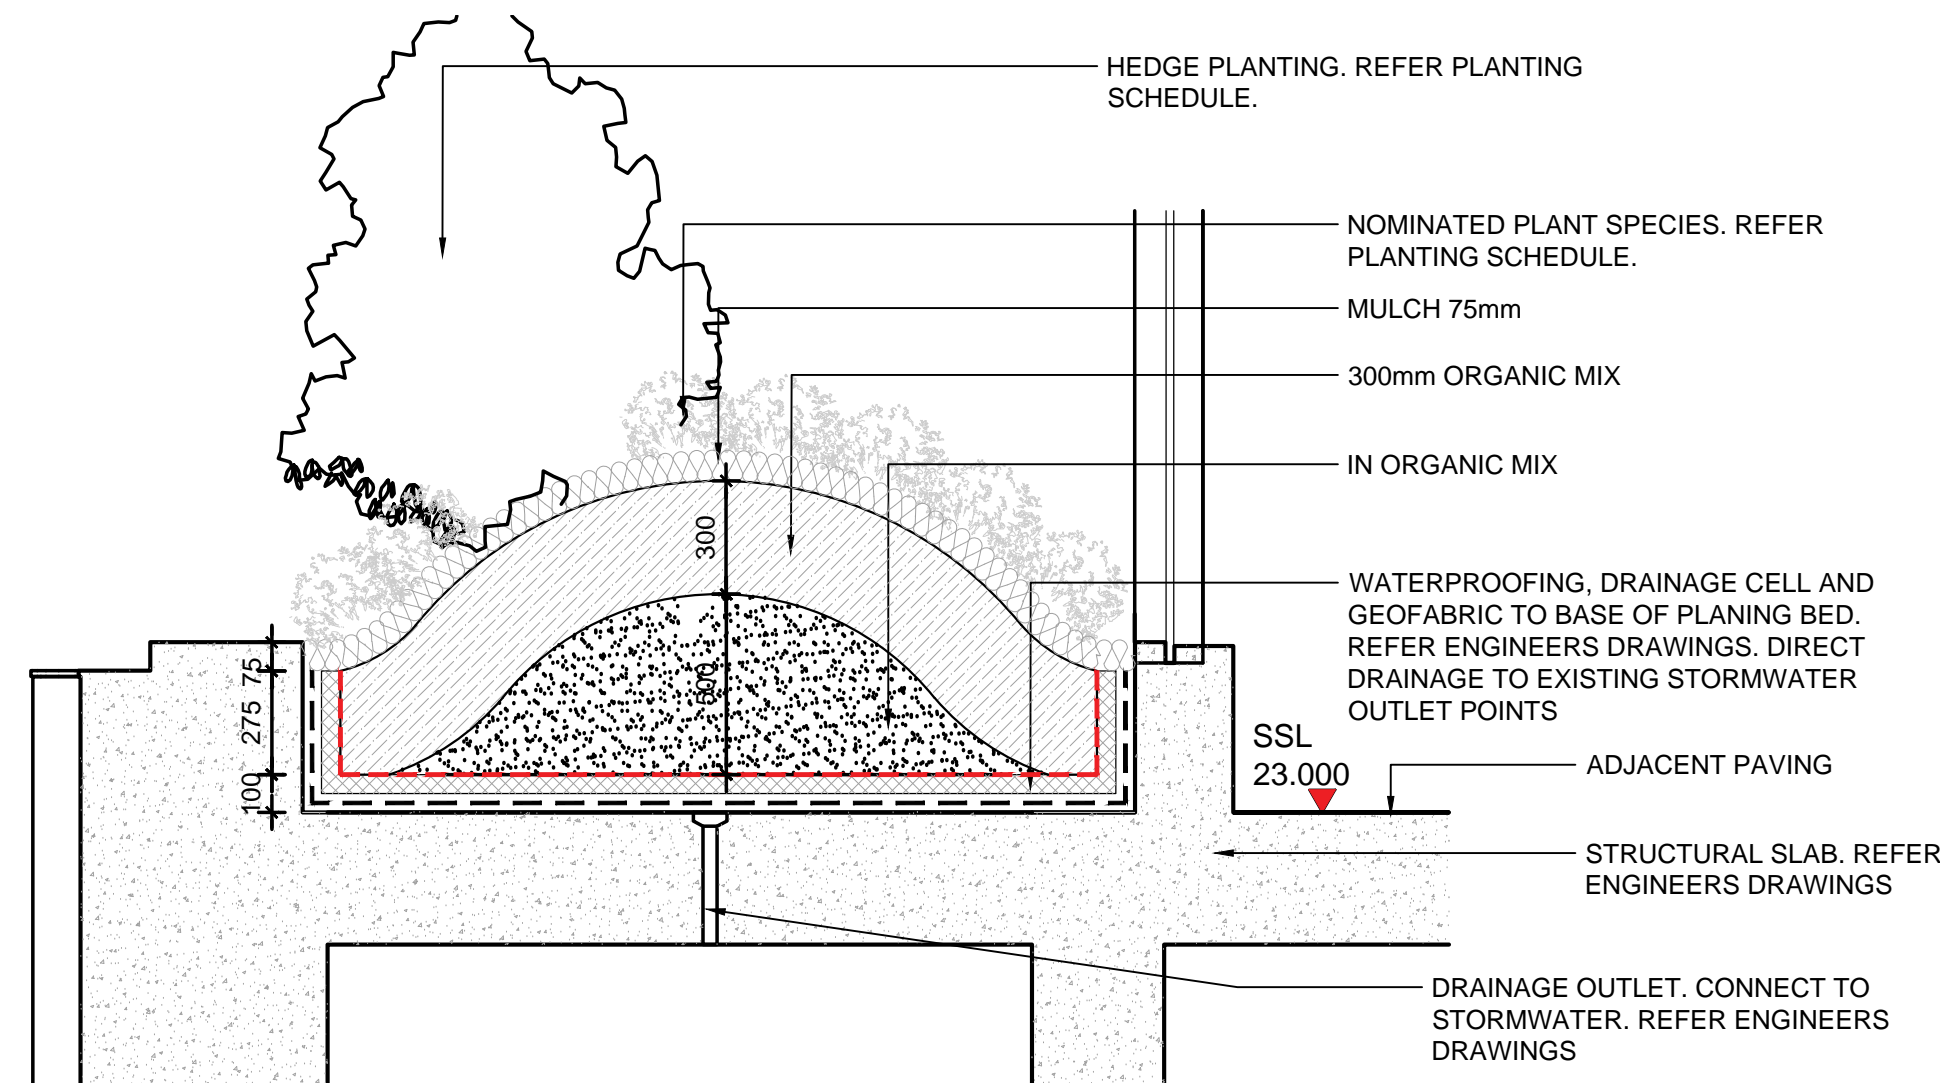 HEDGE PLANTING. REFER PLANTING
SCHEDULE.
NOMINATED PLANT SPECIES. REFER
PLANTING SCHEDULE.
MULCH 75mm
300mm ORGANIC MIX
IN ORGANIC MIX
300
500
WATERPROOFING, DRAINAGE CELL AND
GEOFABRIC TO BASE OF PLANING BED.
REFER ENGINEERS DRAWINGS. DIRECT
DRAINAGE TO EXISTING STORMWATER
OUTLET POINTS
75
275
100
SSL
23.000
ADJACENT PAVING
STRUCTURAL SLAB. REFER
ENGINEERS DRAWINGS
DRAINAGE OUTLET. CONNECT TO
STORMWATER. REFER ENGINEERS
DRAWINGS